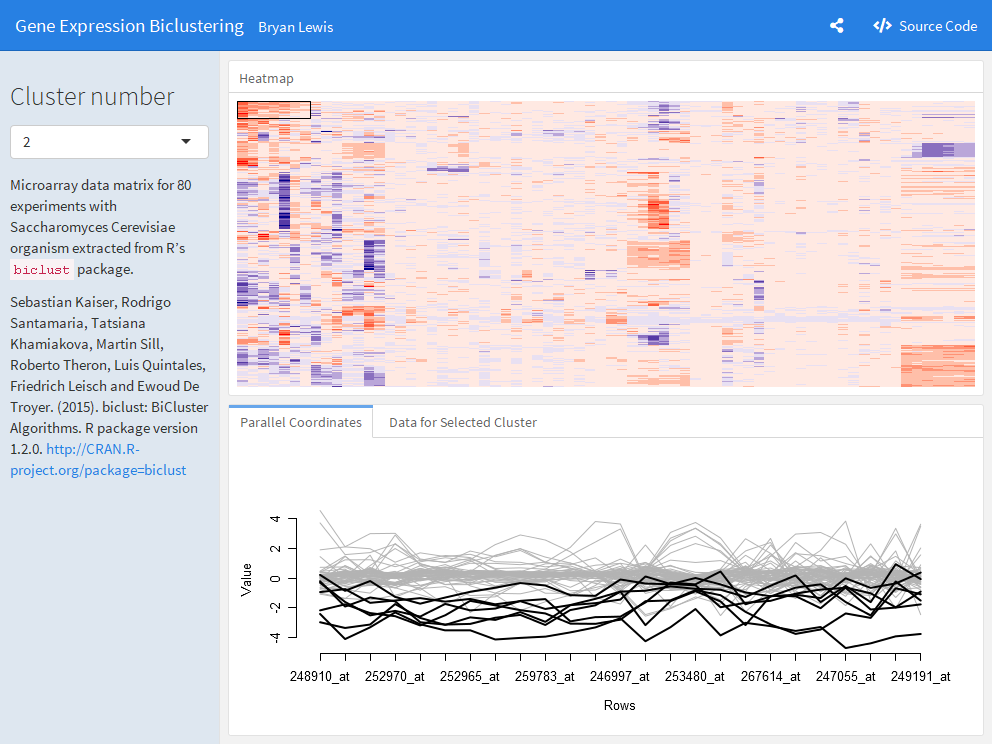 Gene Expression Biclustering Bryan Lewis Source Code
Cluster number
2
Microarray data matrix for 80
experiments with
Saccharomyces Cerevisiae
organism extracted from R's
biclust package.
Sebastian Kaiser, Rodrigo
Santamaria, Tatsiana
Khamiakova, Martin Sill,
Roberto Theron, Luis Quintales,
Friedrich Leisch and Ewoud De
Troyer. (2015). biclust: BiCluster
Algorithms. R package version
1.2.0. http://CRAN.R-
project.org/package=biclust
Heatmap
Parallel Coordinates Data for Selected Cluster
Value
4
2
0
-2
-4
248910_at 252970_at 252965_at 259783_at 246997_at 253480_at 267614_at 247055_at 249191_at
Rows